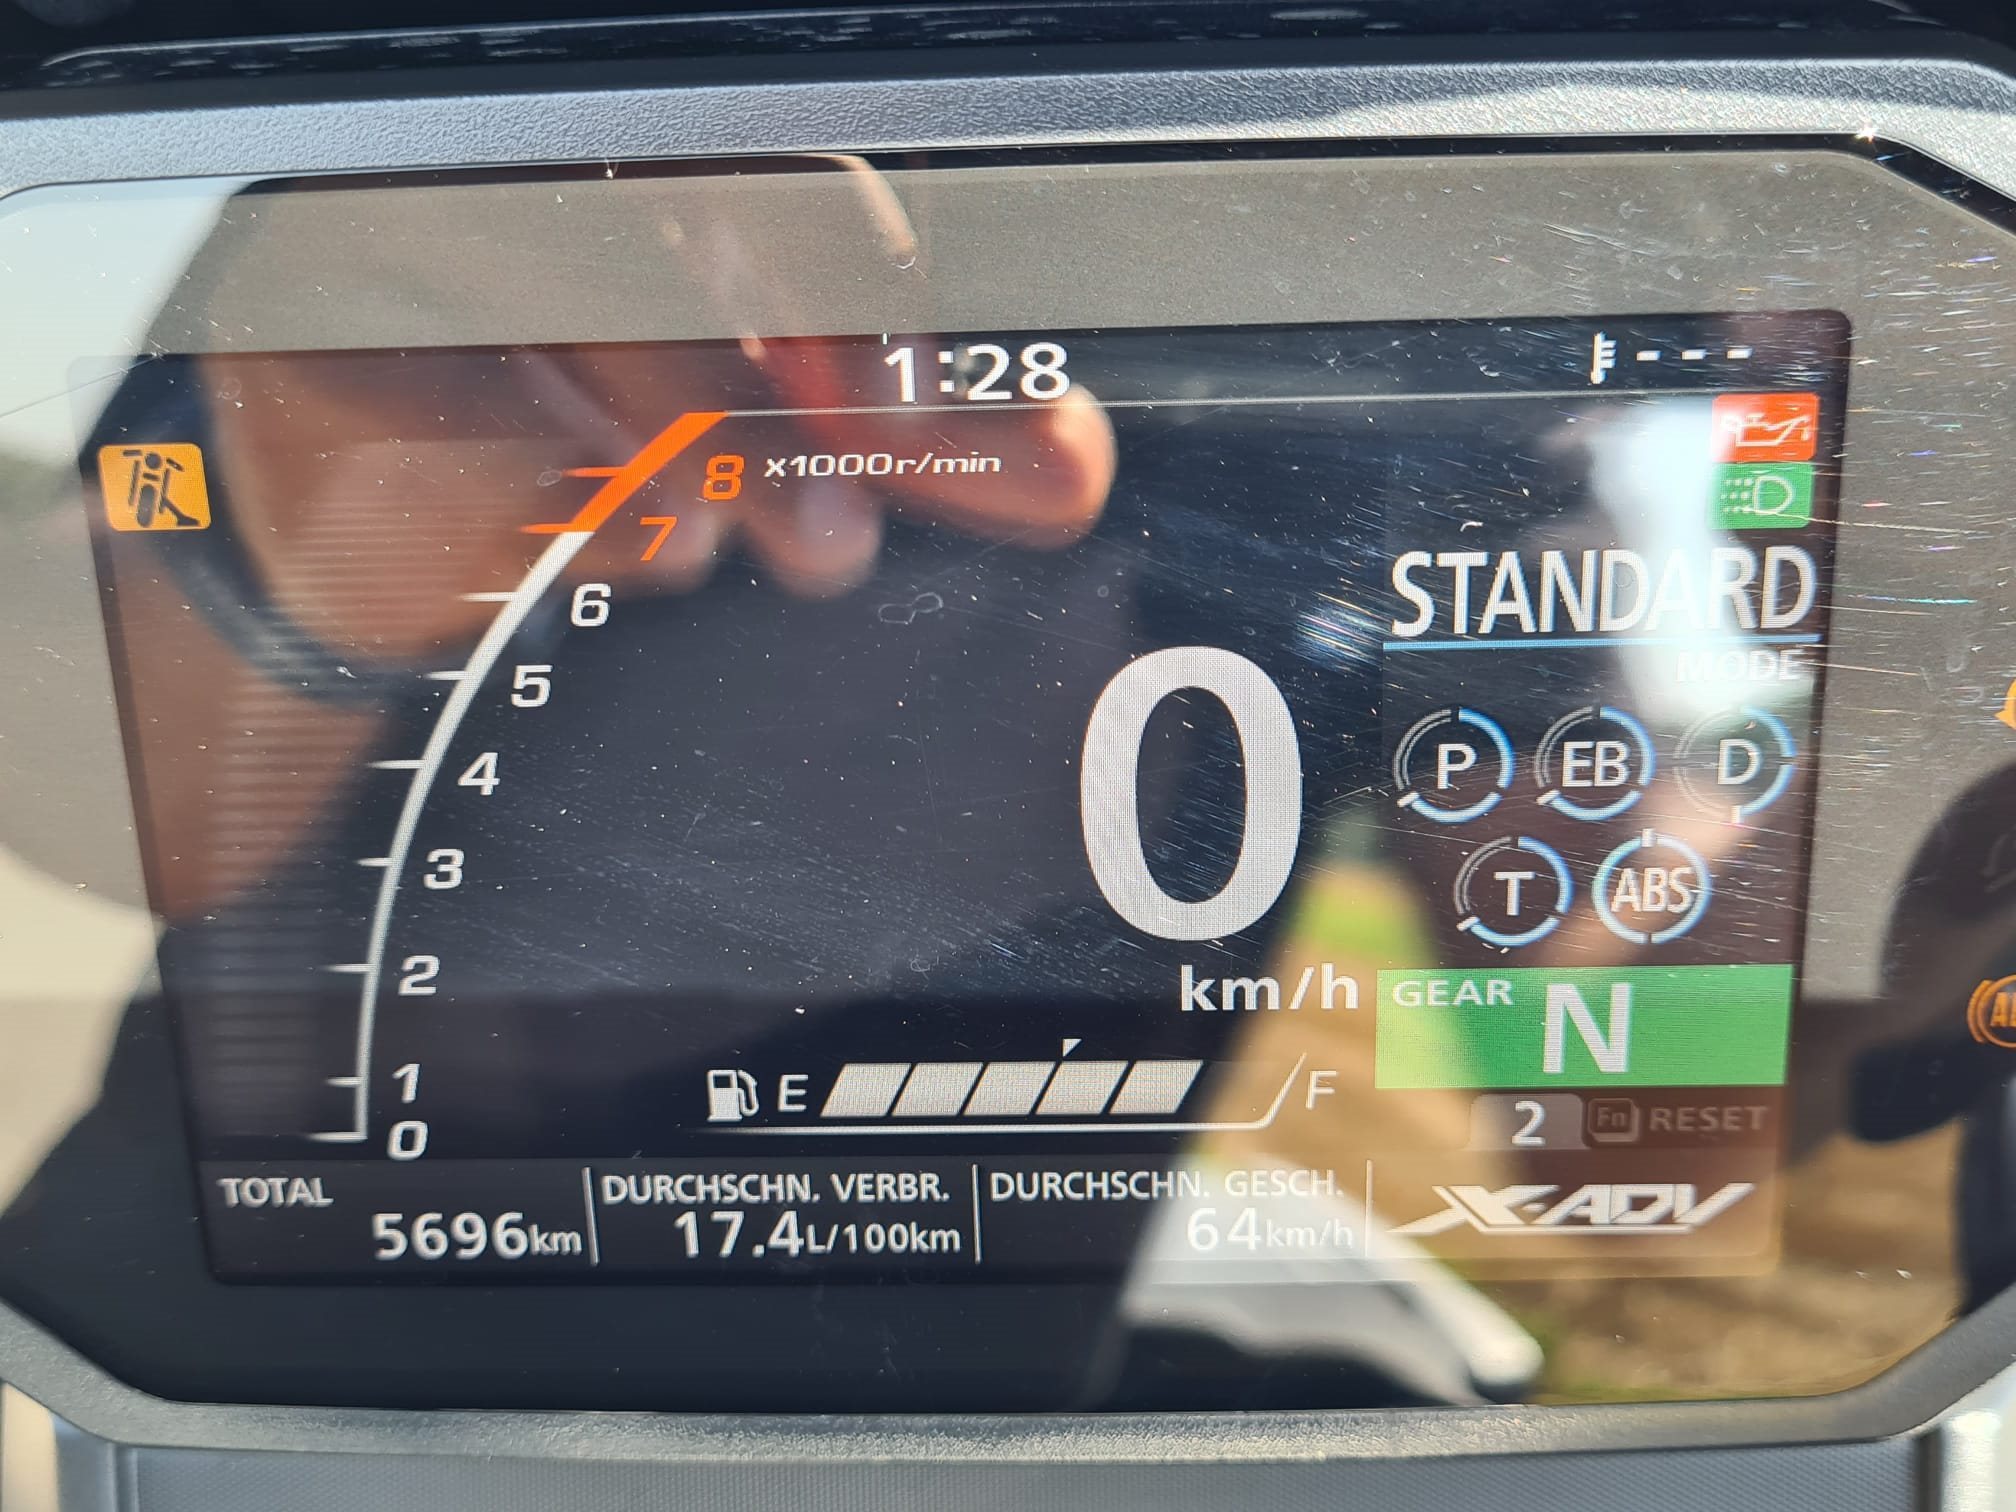 1:28
---
8 x1000r/min
7
6
5
4
3
2
1
0
0
km/h
STANDARD
MODE
P EB D
T ABS
GEAR N
E F
2 Fn RESET
TOTAL
5696km
DURCHSCHN. VERBR.
17.4L/100km
DURCHSCHN. GESCH.
64km/h
X-ADV